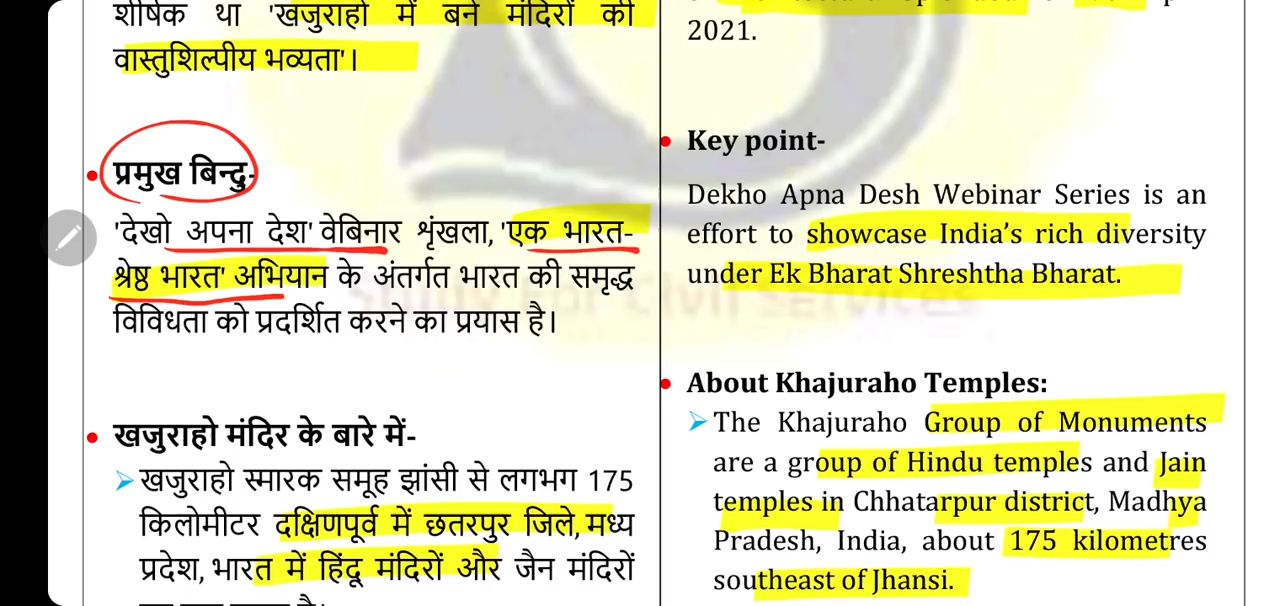 शीर्षक था 'खजुराहो में बने मंदिरों की
वास्तुशिल्पीय भव्यता'।
प्रमुख बिन्दु-
'देखो अपना देश' वेबिनार श्रृंखला, 'एक भारत-
श्रेष्ठ भारत' अभियान के अंतर्गत भारत की समृद्ध
विविधता को प्रदर्शित करने का प्रयास है।
खजुराहो मंदिर के बारे में-
खजुराहो स्मारक समूह झांसी से लगभग 175
किलोमीटर दक्षिणपूर्व में छतरपुर जिले, मध्य
प्रदेश, भारत में हिंदू मंदिरों और जैन मंदिरों
2021.
Key point-
Dekho Apna Desh Webinar Series is an
effort to showcase India's rich diversity
under Ek Bharat Shreshtha Bharat.
About Khajuraho Temples:
The Khajuraho Group of Monuments
are a group of Hindu temples and Jain
temples in Chhatarpur district, Madhya
Pradesh, India, about 175 kilometres
southeast of Jhansi.